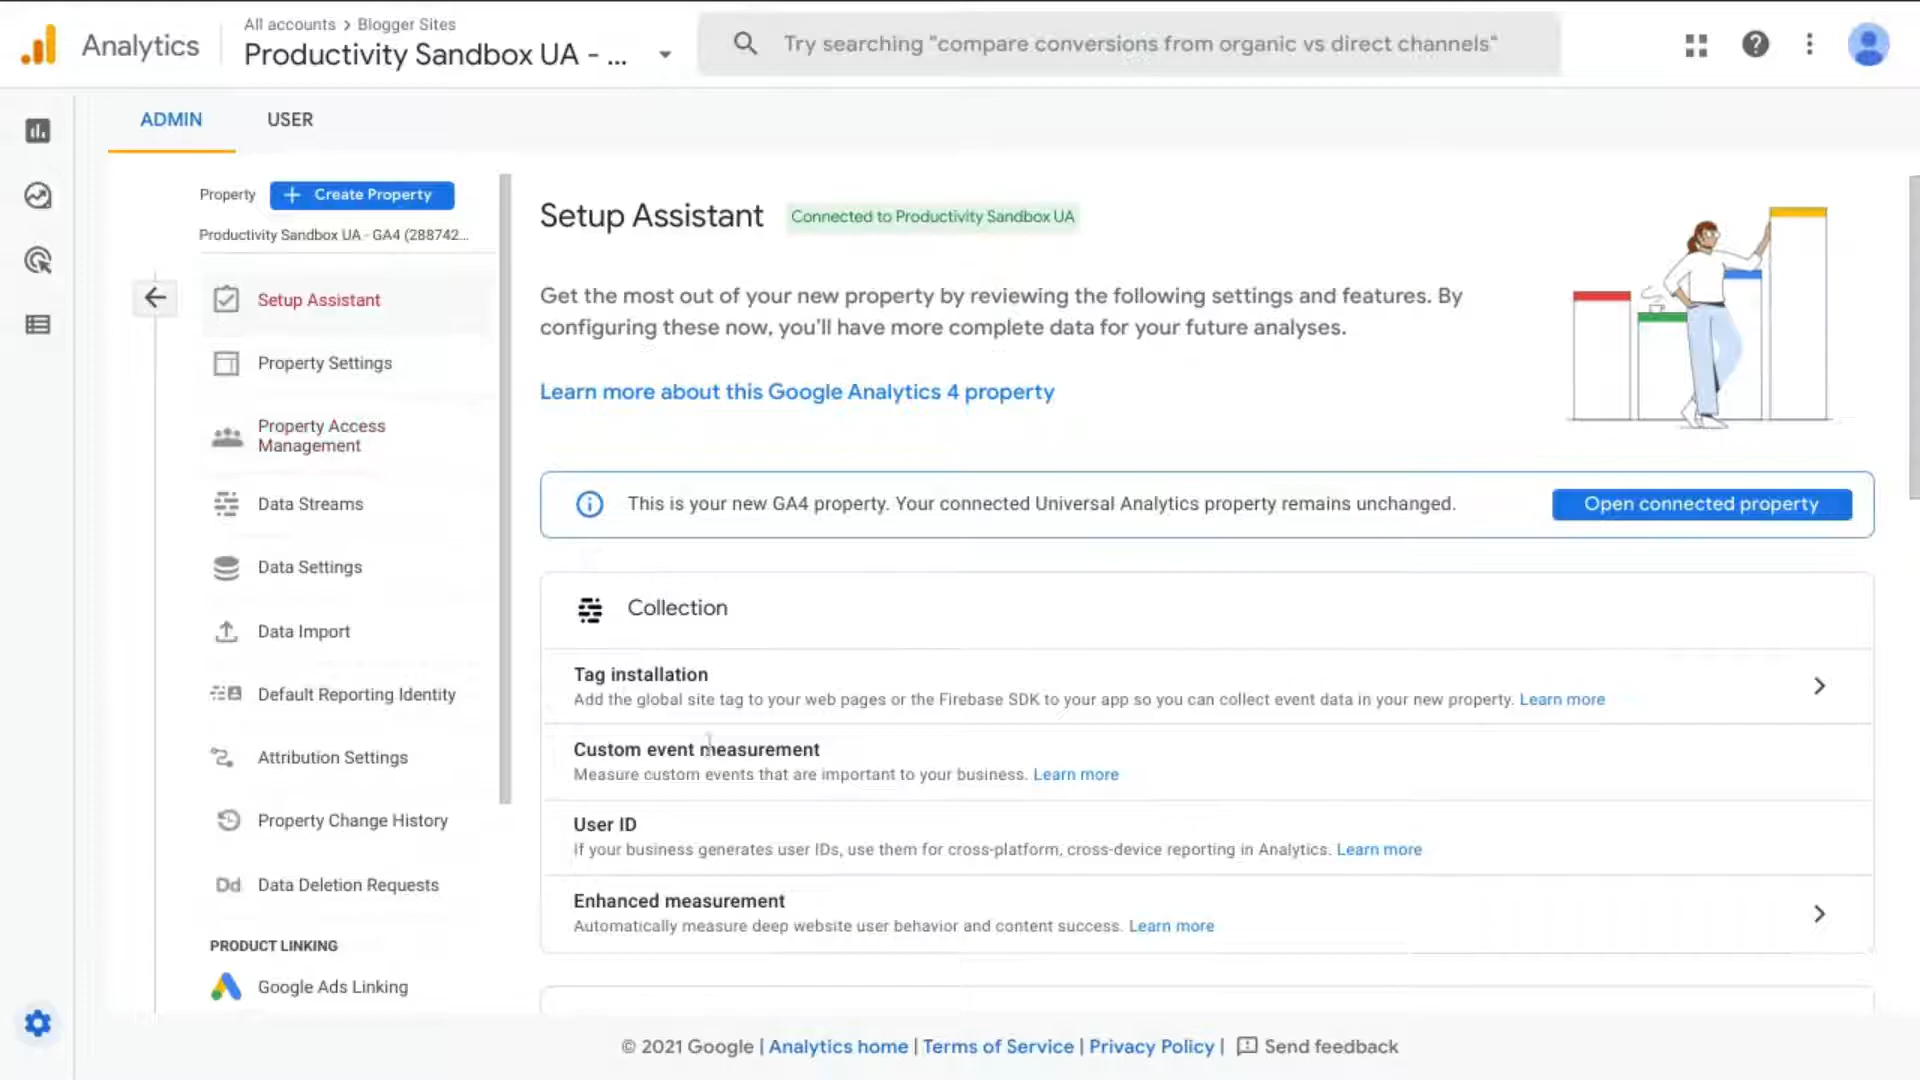 Analytics
All accounts > Blogger Sites
Productivity Sandbox UA - ...
Try searching "compare conversions from organic vs direct channels"
ADMIN
USER
Property
+ Create Property
Productivity Sandbox UA - GA4 (288742...
Setup Assistant
Property Settings
Property Access
Management
Data Streams
Data Settings
Data Import
Default Reporting Identity
Attribution Settings
Property Change History
Dd Data Deletion Requests
PRODUCT LINKING
Google Ads Linking
Setup Assistant
Connected to Productivity Sandbox UA
Get the most out of your new property by reviewing the following settings and features. By
configuring these now, you'll have more complete data for your future analyses.
Learn more about this Google Analytics 4 property
This is your new GA4 property. Your connected Universal Analytics property remains unchanged.
Open connected property
Collection
Tag installation
Add the global site tag to your web pages or the Firebase SDK to your app so you can collect event data in your new property. Learn more
Custom event measurement
Measure custom events that are important to your business. Learn more
User ID
If your business generates user IDs, use them for cross-platform, cross-device reporting in Analytics. Learn more
Enhanced measurement
Automatically measure deep website user behavior and content success. Learn more
© 2021 Google | Analytics home | Terms of Service | Privacy Policy | Send feedback